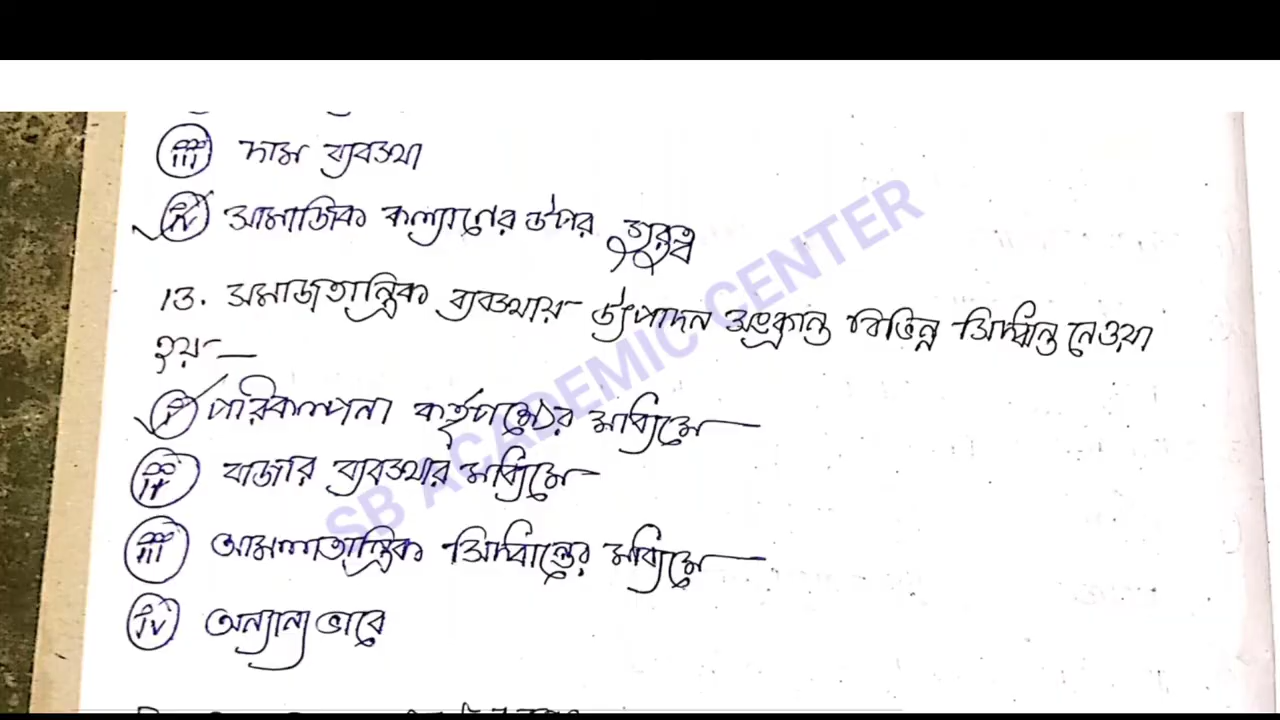 iii দাম ব্যবস্থা
iv সামাজিক কল্যাণের উপর গুরুত্ব
13. সমাজতান্ত্রিক ব্যবস্থায় উৎপাদন সংক্রান্ত বিভিন্ন সিদ্ধান্ত নেওয়া
হয় —
i পরিকল্পনা কর্তৃপক্ষের মাধ্যমে
ii বাজার ব্যবস্থার মাধ্যমে
iii আমলাতান্ত্রিক সিদ্ধান্তের মাধ্যমে
iv অন্যান্য ভাবে
SB ACADEMIC CENTER